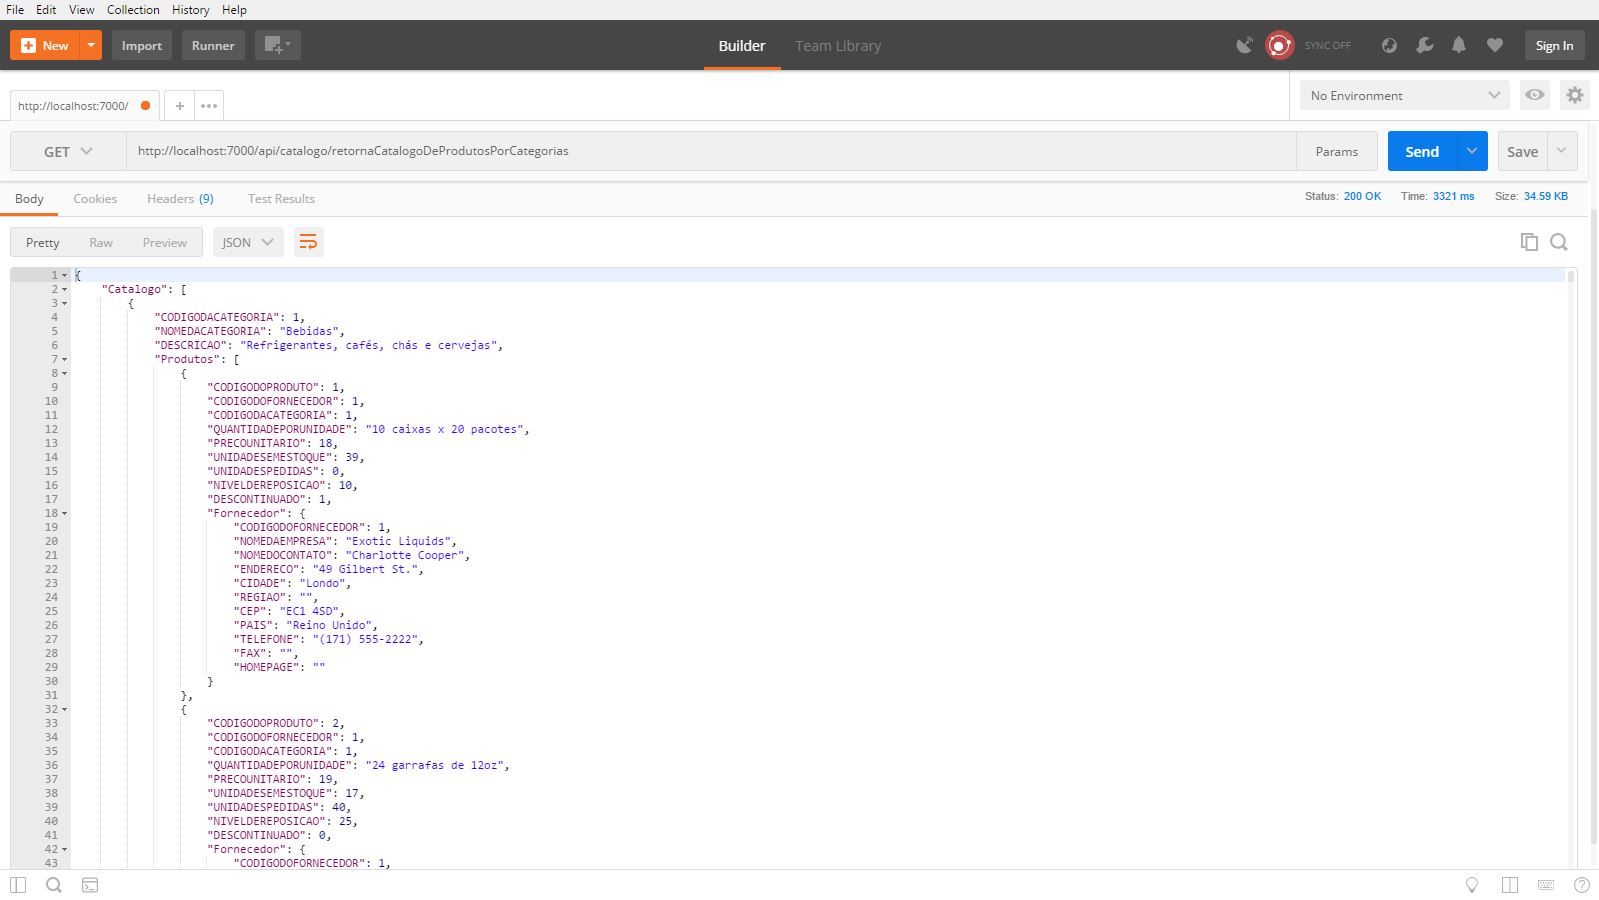 File Edit View Collection History Help
New Import Runner Builder Team Library SYNC OFF Sign In
http://localhost:7000/ + ••• No Environment
GET http://localhost:7000/api/catalogo/retornaCatalogoDeProdutosPorCategorias Params Send Save
Body Cookies Headers (9) Test Results Status: 200 OK Time: 3321 ms Size: 34.59 KB
Pretty Raw Preview JSON
1 {
2 "Catalogo": [
3 {
4 "CODIGODACATEGORIA": 1,
5 "NOMEDACATEGORIA": "Bebidas",
6 "DESCRICAO": "Refrigerantes, cafés, chás e cervejas",
7 "Produtos": [
8 {
9 "CODIGODOPRODUTO": 1,
10 "CODIGODOFORNECEDOR": 1,
11 "CODIGODACATEGORIA": 1,
12 "QUANTIDADEPORUNIDADE": "10 caixas x 20 pacotes",
13 "PRECOUNITARIO": 18,
14 "UNIDADESEMESTOQUE": 39,
15 "UNIDADESPEDIDAS": 0,
16 "NIVELDEREPOSICAO": 10,
17 "DESCONTINUADO": 1,
18 "Fornecedor": {
19 "CODIGODOFORNECEDOR": 1,
20 "NOMEDAEMPRESA": "Exotic Liquids",
21 "NOMEDOCONTATO": "Charlotte Cooper",
22 "ENDERECO": "49 Gilbert St.",
23 "CIDADE": "Londo",
24 "REGIAO": "",
25 "CEP": "EC1 4SD",
26 "PAIS": "Reino Unido",
27 "TELEFONE": "(171) 555-2222",
28 "FAX": "",
29 "HOMEPAGE": ""
30 }
31 },
32 {
33 "CODIGODOPRODUTO": 2,
34 "CODIGODOFORNECEDOR": 1,
35 "CODIGODACATEGORIA": 1,
36 "QUANTIDADEPORUNIDADE": "24 garrafas de 12oz",
37 "PRECOUNITARIO": 19,
38 "UNIDADESEMESTOQUE": 17,
39 "UNIDADESPEDIDAS": 40,
40 "NIVELDEREPOSICAO": 25,
41 "DESCONTINUADO": 0,
42 "Fornecedor": {
43 "CODIGODOFORNECEDOR": 1,